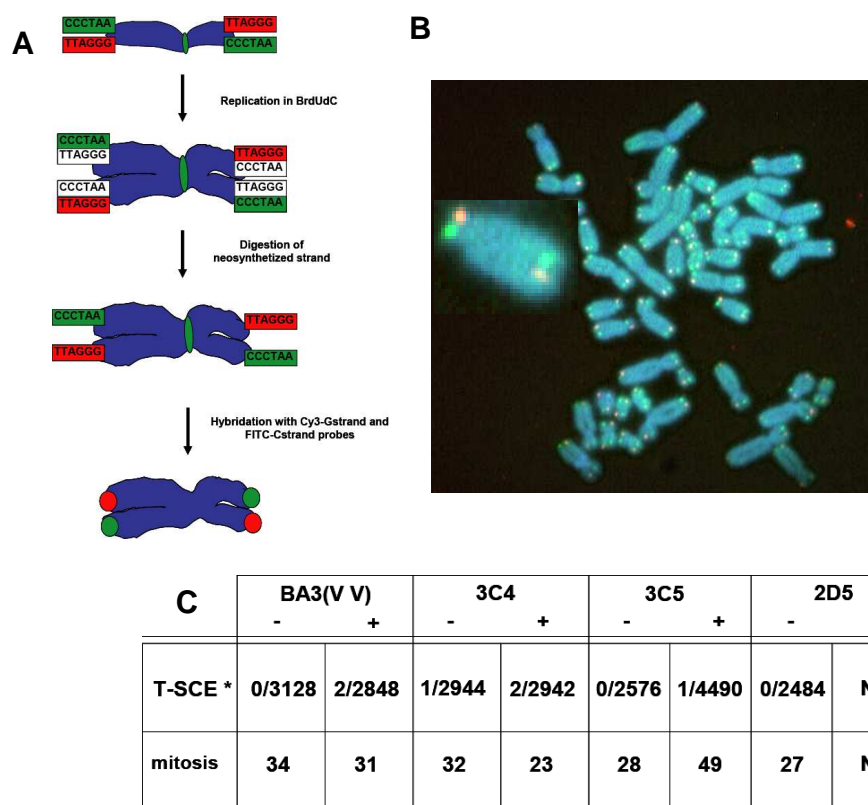 A
B
CCCTAA TTAGGG
TTAGGG CCCTAA
Replication in BrdUdC
CCCTAA
TTAGGG TTAGGG
CCCTAA
CCCTAA TTAGGG
TTAGGG CCCTAA
Digestion of
neosynthetized strand
CCCTAA TTAGGG
TTAGGG CCCTAA
Hybridation with Cy3-Gstrand and
FITC-Cstrand probes
C BA3(V V) 3C4 3C5 2D5
- + - + - + -
T-SCE * 0/3128 2/2848 1/2944 2/2942 0/2576 1/4490 0/2484
mitosis 34 31 32 23 28 49 27